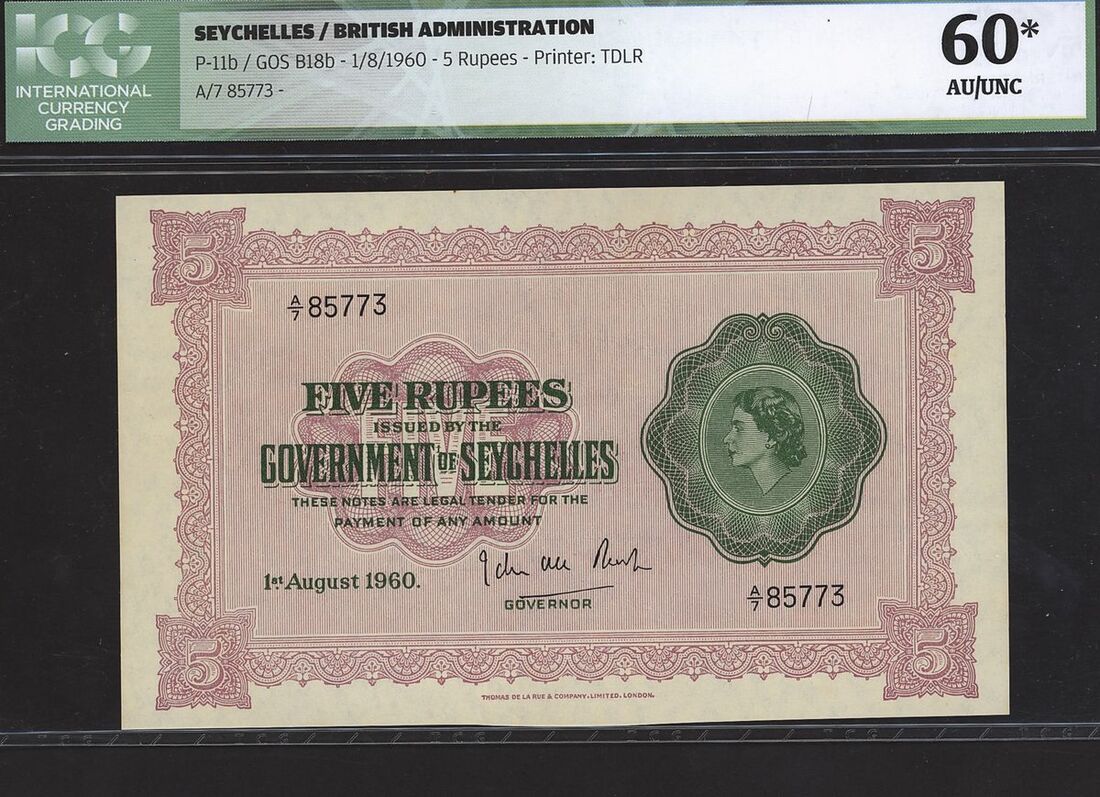 ICG
INTERNATIONAL
CURRENCY
GRADING
SEYCHELLES / BRITISH ADMINISTRATION
P-11b / GOS B18b - 1/8/1960 - 5 Rupees - Printer: TDLR
A/7 85773 -
60*
AU/UNC
5
5
A/7 85773
FIVE
FIVE RUPEES
ISSUED BY THE
GOVERNMENT OF SEYCHELLES
THESE NOTES ARE LEGAL TENDER FOR THE
PAYMENT OF ANY AMOUNT
1st August 1960.
GOVERNOR
A/7 85773
5
5
THOMAS DE LA RUE & COMPANY, LIMITED, LONDON.